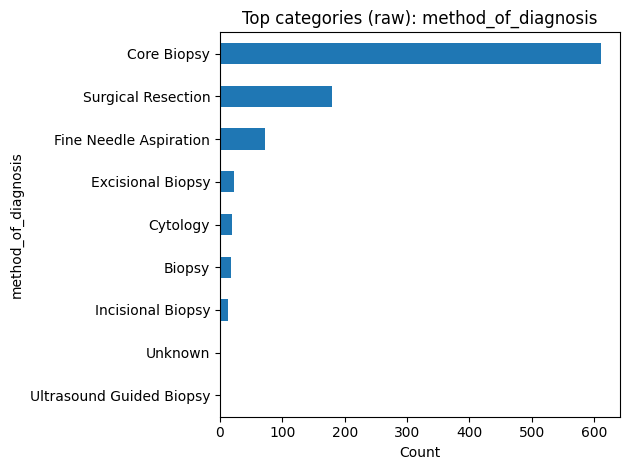 Top categories (raw): method_of_diagnosis
method_of_diagnosis
Core Biopsy
Surgical Resection
Fine Needle Aspiration
Excisional Biopsy
Cytology
Biopsy
Incisional Biopsy
Unknown
Ultrasound Guided Biopsy
0 100 200 300 400 500 600
Count